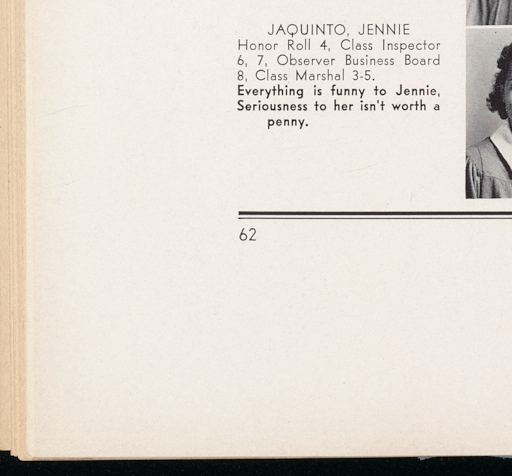 JAQUINTO, JENNIE
Honor Roll 4, Class Inspector
6, 7, Observer Business Board
8, Class Marshal 3-5.
Everything is funny to Jennie,
Seriousness to her isn't worth a
penny.
62